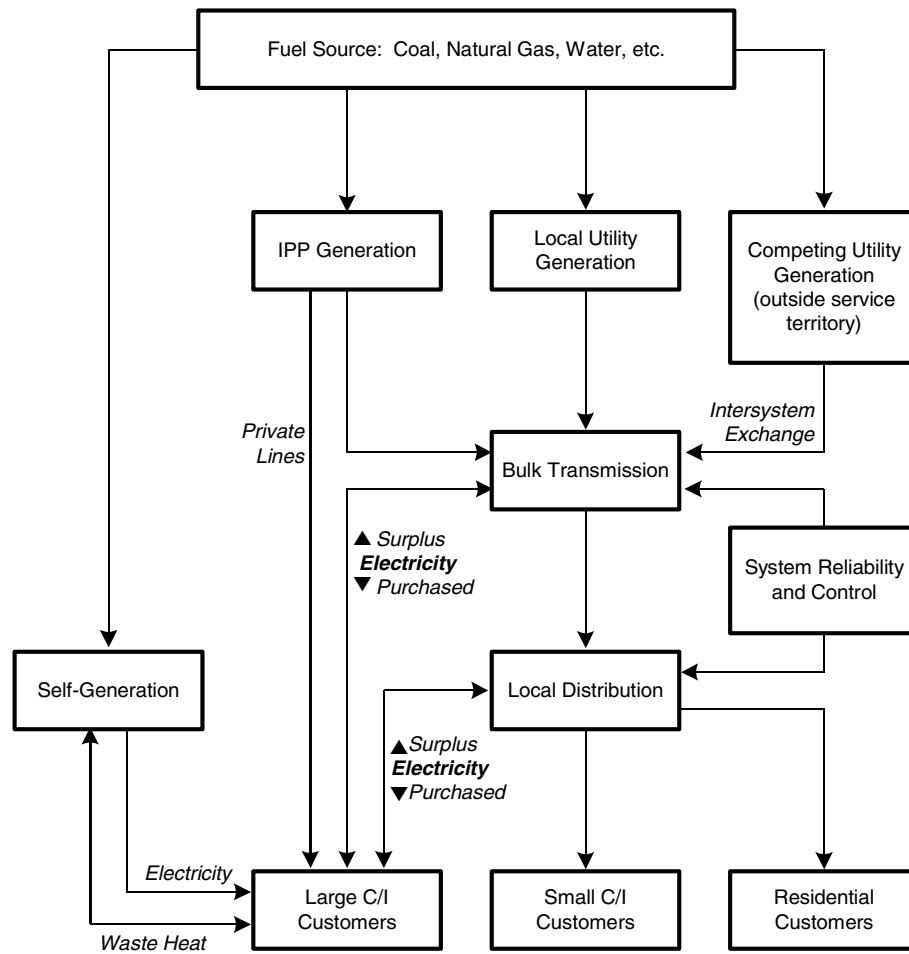 Fuel Source:  Coal, Natural Gas, Water, etc.
IPP Generation
Local Utility
Generation
Competing Utility
Generation
(outside service
territory)
Private
Lines
Intersystem
Exchange
Bulk Transmission
▲ Surplus
Electricity
▼ Purchased
System Reliability
and Control
Self-Generation
Local Distribution
▲ Surplus
Electricity
▼ Purchased
Electricity
Waste Heat
Large C/I
Customers
Small C/I
Customers
Residential
Customers